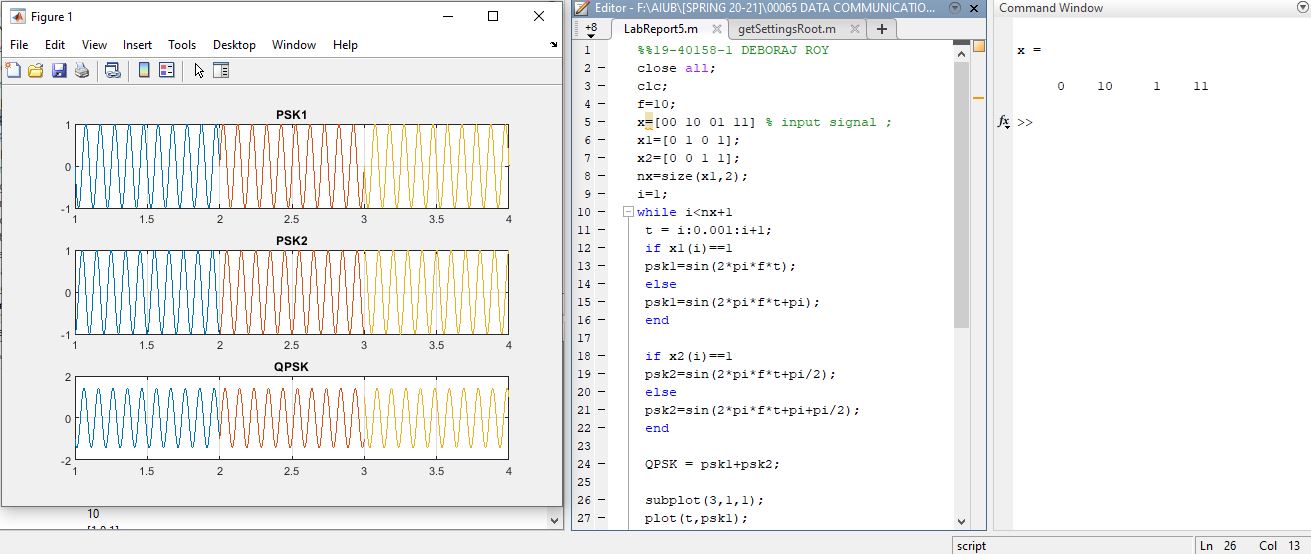 Figure 1
File Edit View Insert Tools Desktop Window Help
PSK1
1
0
-1
1 1.5 2 2.5 3 3.5 4
PSK2
1
0
-1
1 1.5 2 2.5 3 3.5 4
QPSK
2
0
-2
1 1.5 2 2.5 3 3.5 4
10
Editor - F:\AIUB\[SPRING 20-21]\00065 DATA COMMUNICATIO...
+8 LabReport5.m getSettingsRoot.m +
1 %%19-40158-1 DEBORAJ ROY
2 – close all;
3 – clc;
4 – f=10;
5 – x=[00 10 01 11] % input signal ;
6 – x1=[0 1 0 1];
7 – x2=[0 0 1 1];
8 – nx=size(x1,2);
9 – i=1;
10 – while i<nx+1
11 – t = i:0.001:i+1;
12 – if x1(i)==1
13 – psk1=sin(2*pi*f*t);
14 – else
15 – psk1=sin(2*pi*f*t+pi);
16 – end
17
18 – if x2(i)==1
19 – psk2=sin(2*pi*f*t+pi/2);
20 – else
21 – psk2=sin(2*pi*f*t+pi+pi/2);
22 – end
23
24 – QPSK = psk1+psk2;
25
26 – subplot(3,1,1);
27 – plot(t,psk1);
Command Window
x =
0 10 1 11
fx >>
script Ln 26 Col 13